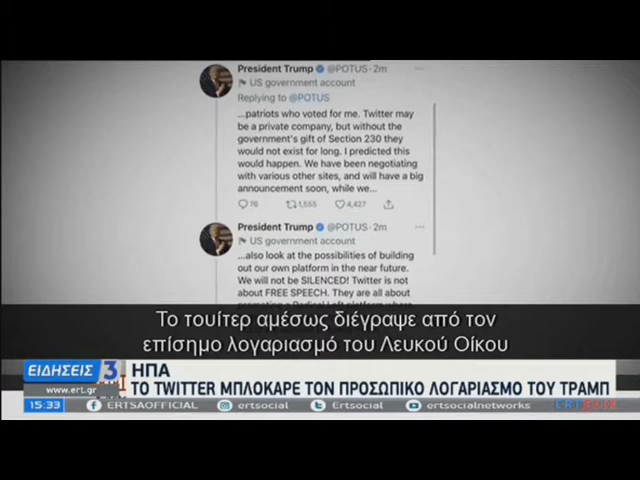 President Trump @POTUS · 2m
US government account
Replying to @POTUS
...patriots who voted for me. Twitter may
be a private company, but without the
government's gift of Section 230 they
would not exist for long. I predicted this
would happen. We have been negotiating
with various other sites, and will have a big
announcement soon, while we...
76 1,555 4,427
President Trump @POTUS · 2m
US government account
...also look at the possibilities of building
out our own platform in the near future.
We will not be SILENCED! Twitter is not
about FREE SPEECH. They are all about
Το τουίτερ αμέσως διέγραψε από τον
επίσημο λογαριασμό του Λευκού Οίκου
ΕΙΔΗΣΕΙΣ 3
www.ert.gr
ΗΠΑ
ΤΟ TWITTER ΜΠΛΟΚΑΡΕ ΤΟΝ ΠΡΟΣΩΠΙΚΟ ΛΟΓΑΡΙΑΣΜΟ ΤΟΥ ΤΡΑΜΠ
15:33 ERTSAOFFICIAL ertsocial Ertsocial ertsocialnetworks